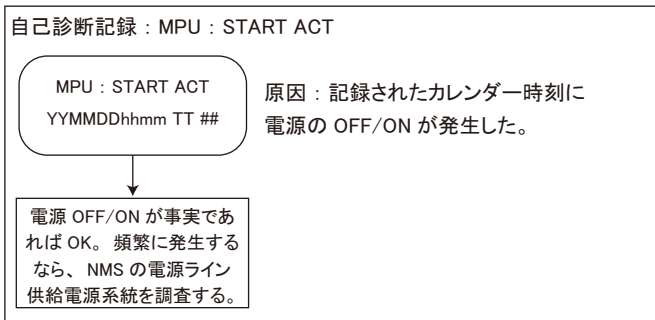 自己診断記録：MPU：START ACT
MPU：START ACT
YYMMDDhhmm TT ##
原因：記録されたカレンダー時刻に
電源の OFF/ON が発生した。
電源 OFF/ON が事実であ
れば OK。頻繁に発生する
なら、NMS の電源ライン
供給電源系統を調査する。